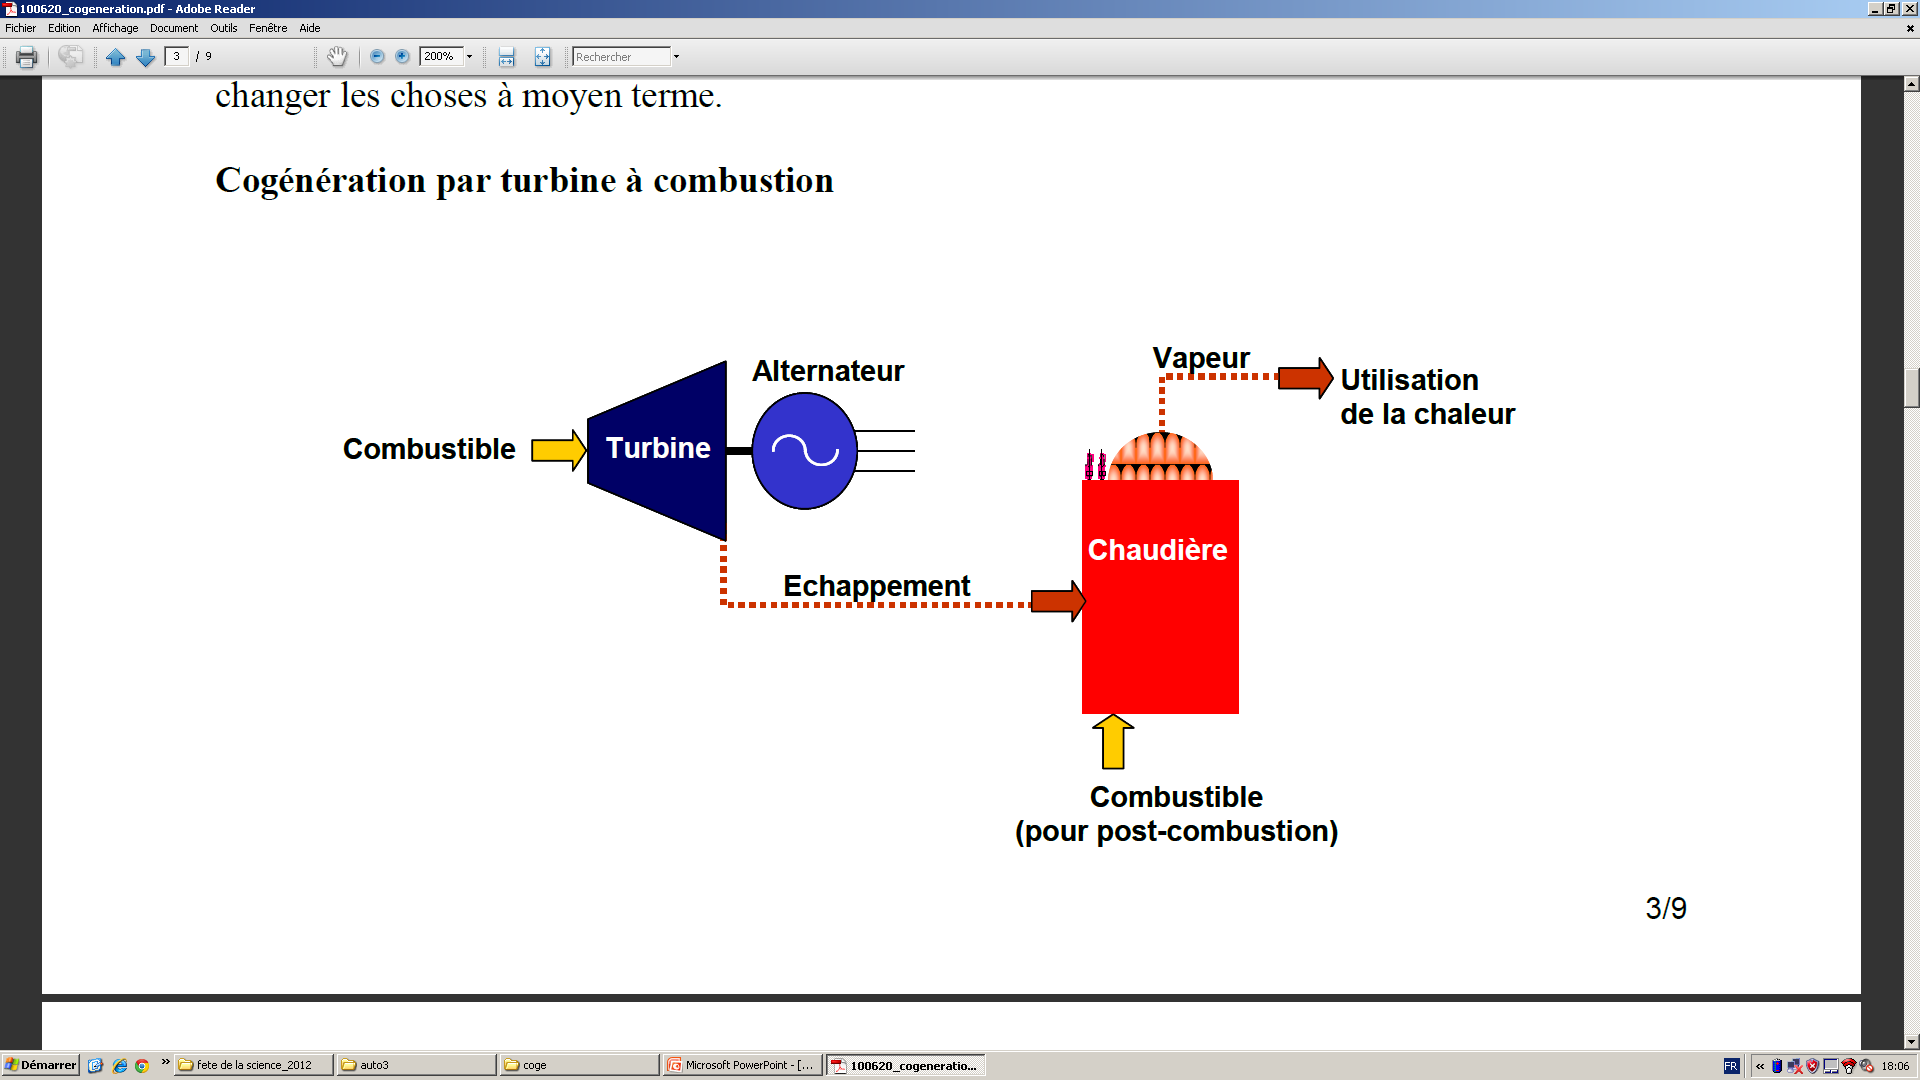 100620_cogeneration.pdf - Adobe Reader
Fichier Edition Affichage Document Outils Fenêtre Aide
3 / 9 200% Rechercher
changer les choses à moyen terme.
Cogénération par turbine à combustion
Vapeur
Alternateur
Utilisation
de la chaleur
Combustible
Turbine
Chaudière
Echappement
Combustible
(pour post-combustion)
3/9
Démarrer » fete de la science_2012 auto3 coge Microsoft PowerPoint - [... 100620_cogeneratio... FR « 18:06